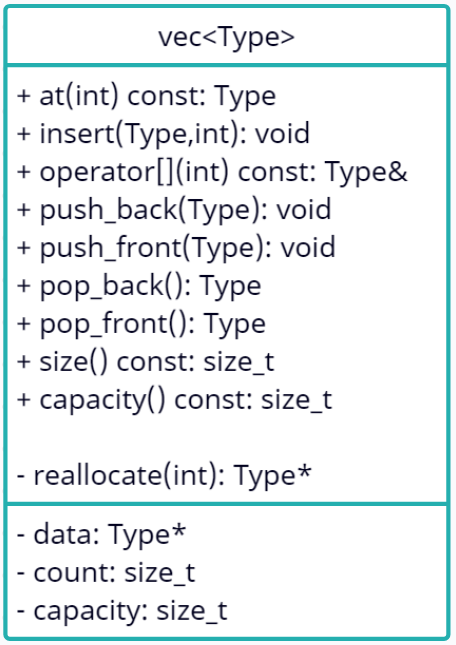 vec<Type>
+ at(int) const: Type
+ insert(Type,int): void
+ operator[](int) const: Type&
+ push_back(Type): void
+ push_front(Type): void
+ pop_back(): Type
+ pop_front(): Type
+ size() const: size_t
+ capacity() const: size_t
- reallocate(int): Type*
- data: Type*
- count: size_t
- capacity: size_t